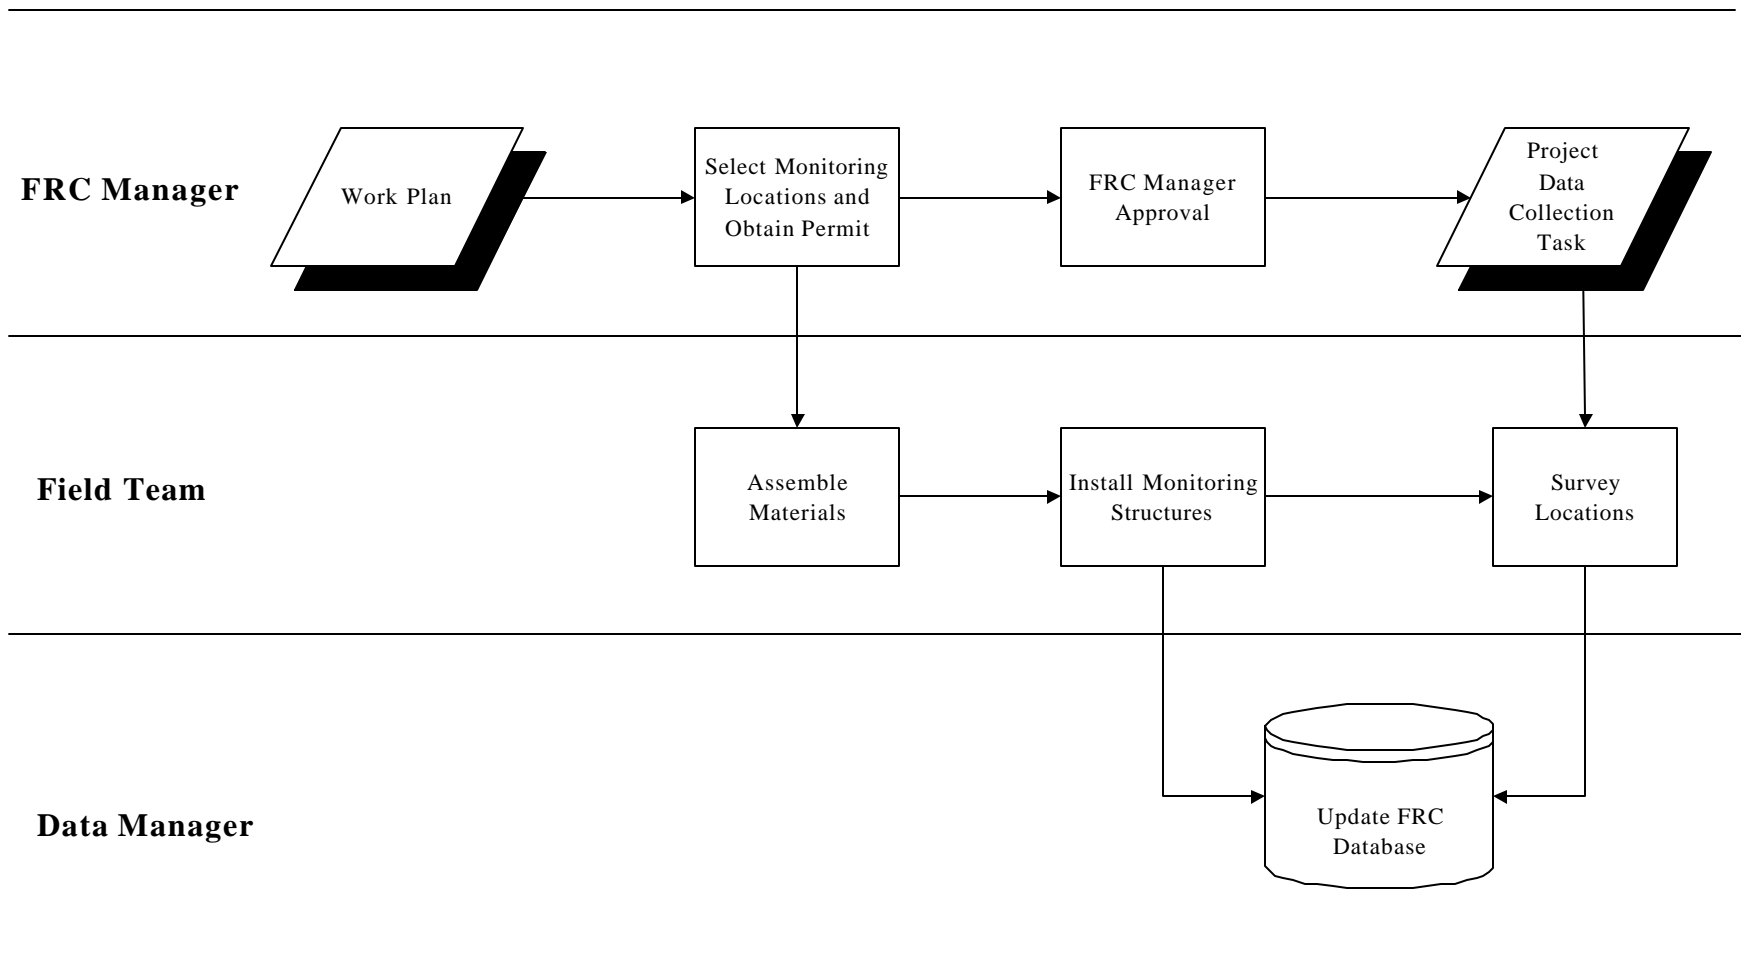 FRC Manager
Work Plan
Select Monitoring
Locations and
Obtain Permit
FRC Manager
Approval
Project
Data
Collection
Task
Field Team
Assemble
Materials
Install Monitoring
Structures
Survey
Locations
Data Manager
Update FRC
Database